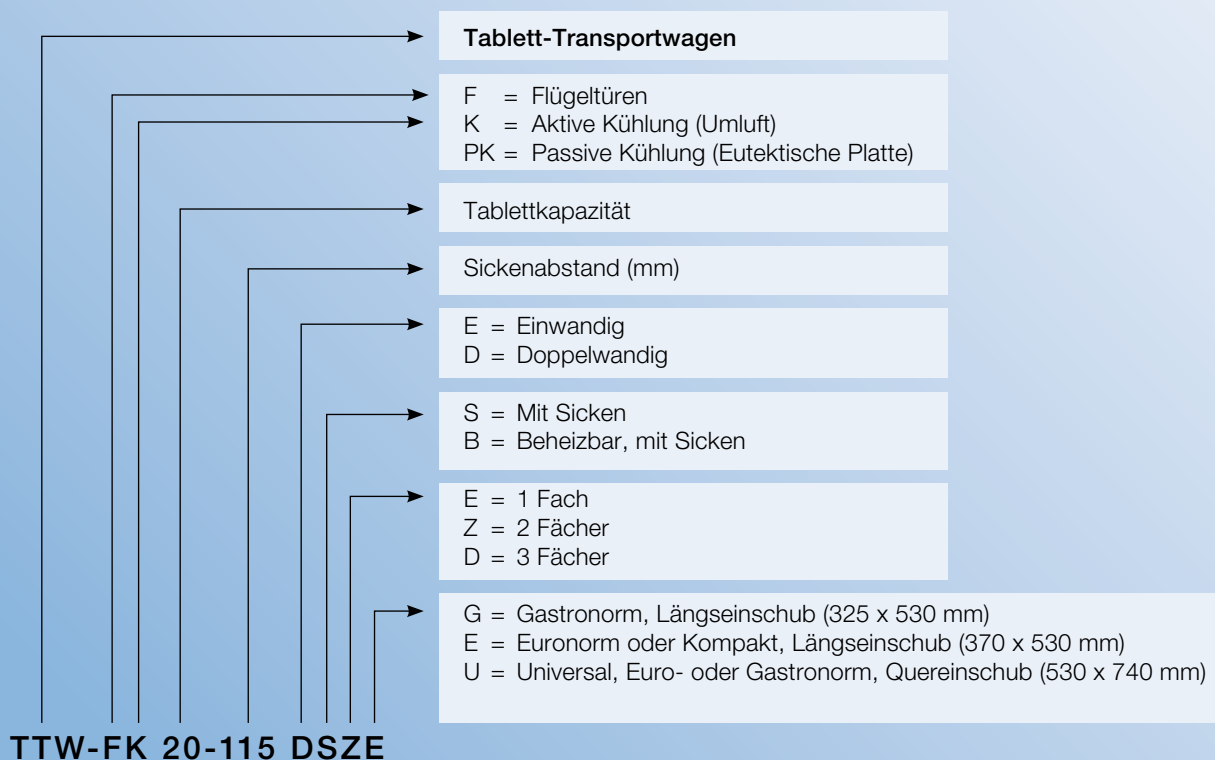 Tablett-Transportwagen
F = Flügeltüren
K = Aktive Kühlung (Umluft)
PK = Passive Kühlung (Eutektische Platte)
Tablettkapazität
Sickenabstand (mm)
E = Einwandig
D = Doppelwandig
S = Mit Sicken
B = Beheizbar, mit Sicken
E = 1 Fach
Z = 2 Fächer
D = 3 Fächer
G = Gastronorm, Längseinschub (325 x 530 mm)
E = Euronorm oder Kompakt, Längseinschub (370 x 530 mm)
U = Universal, Euro- oder Gastronorm, Quereinschub (530 x 740 mm)
TTW-FK 20-115 DSZE